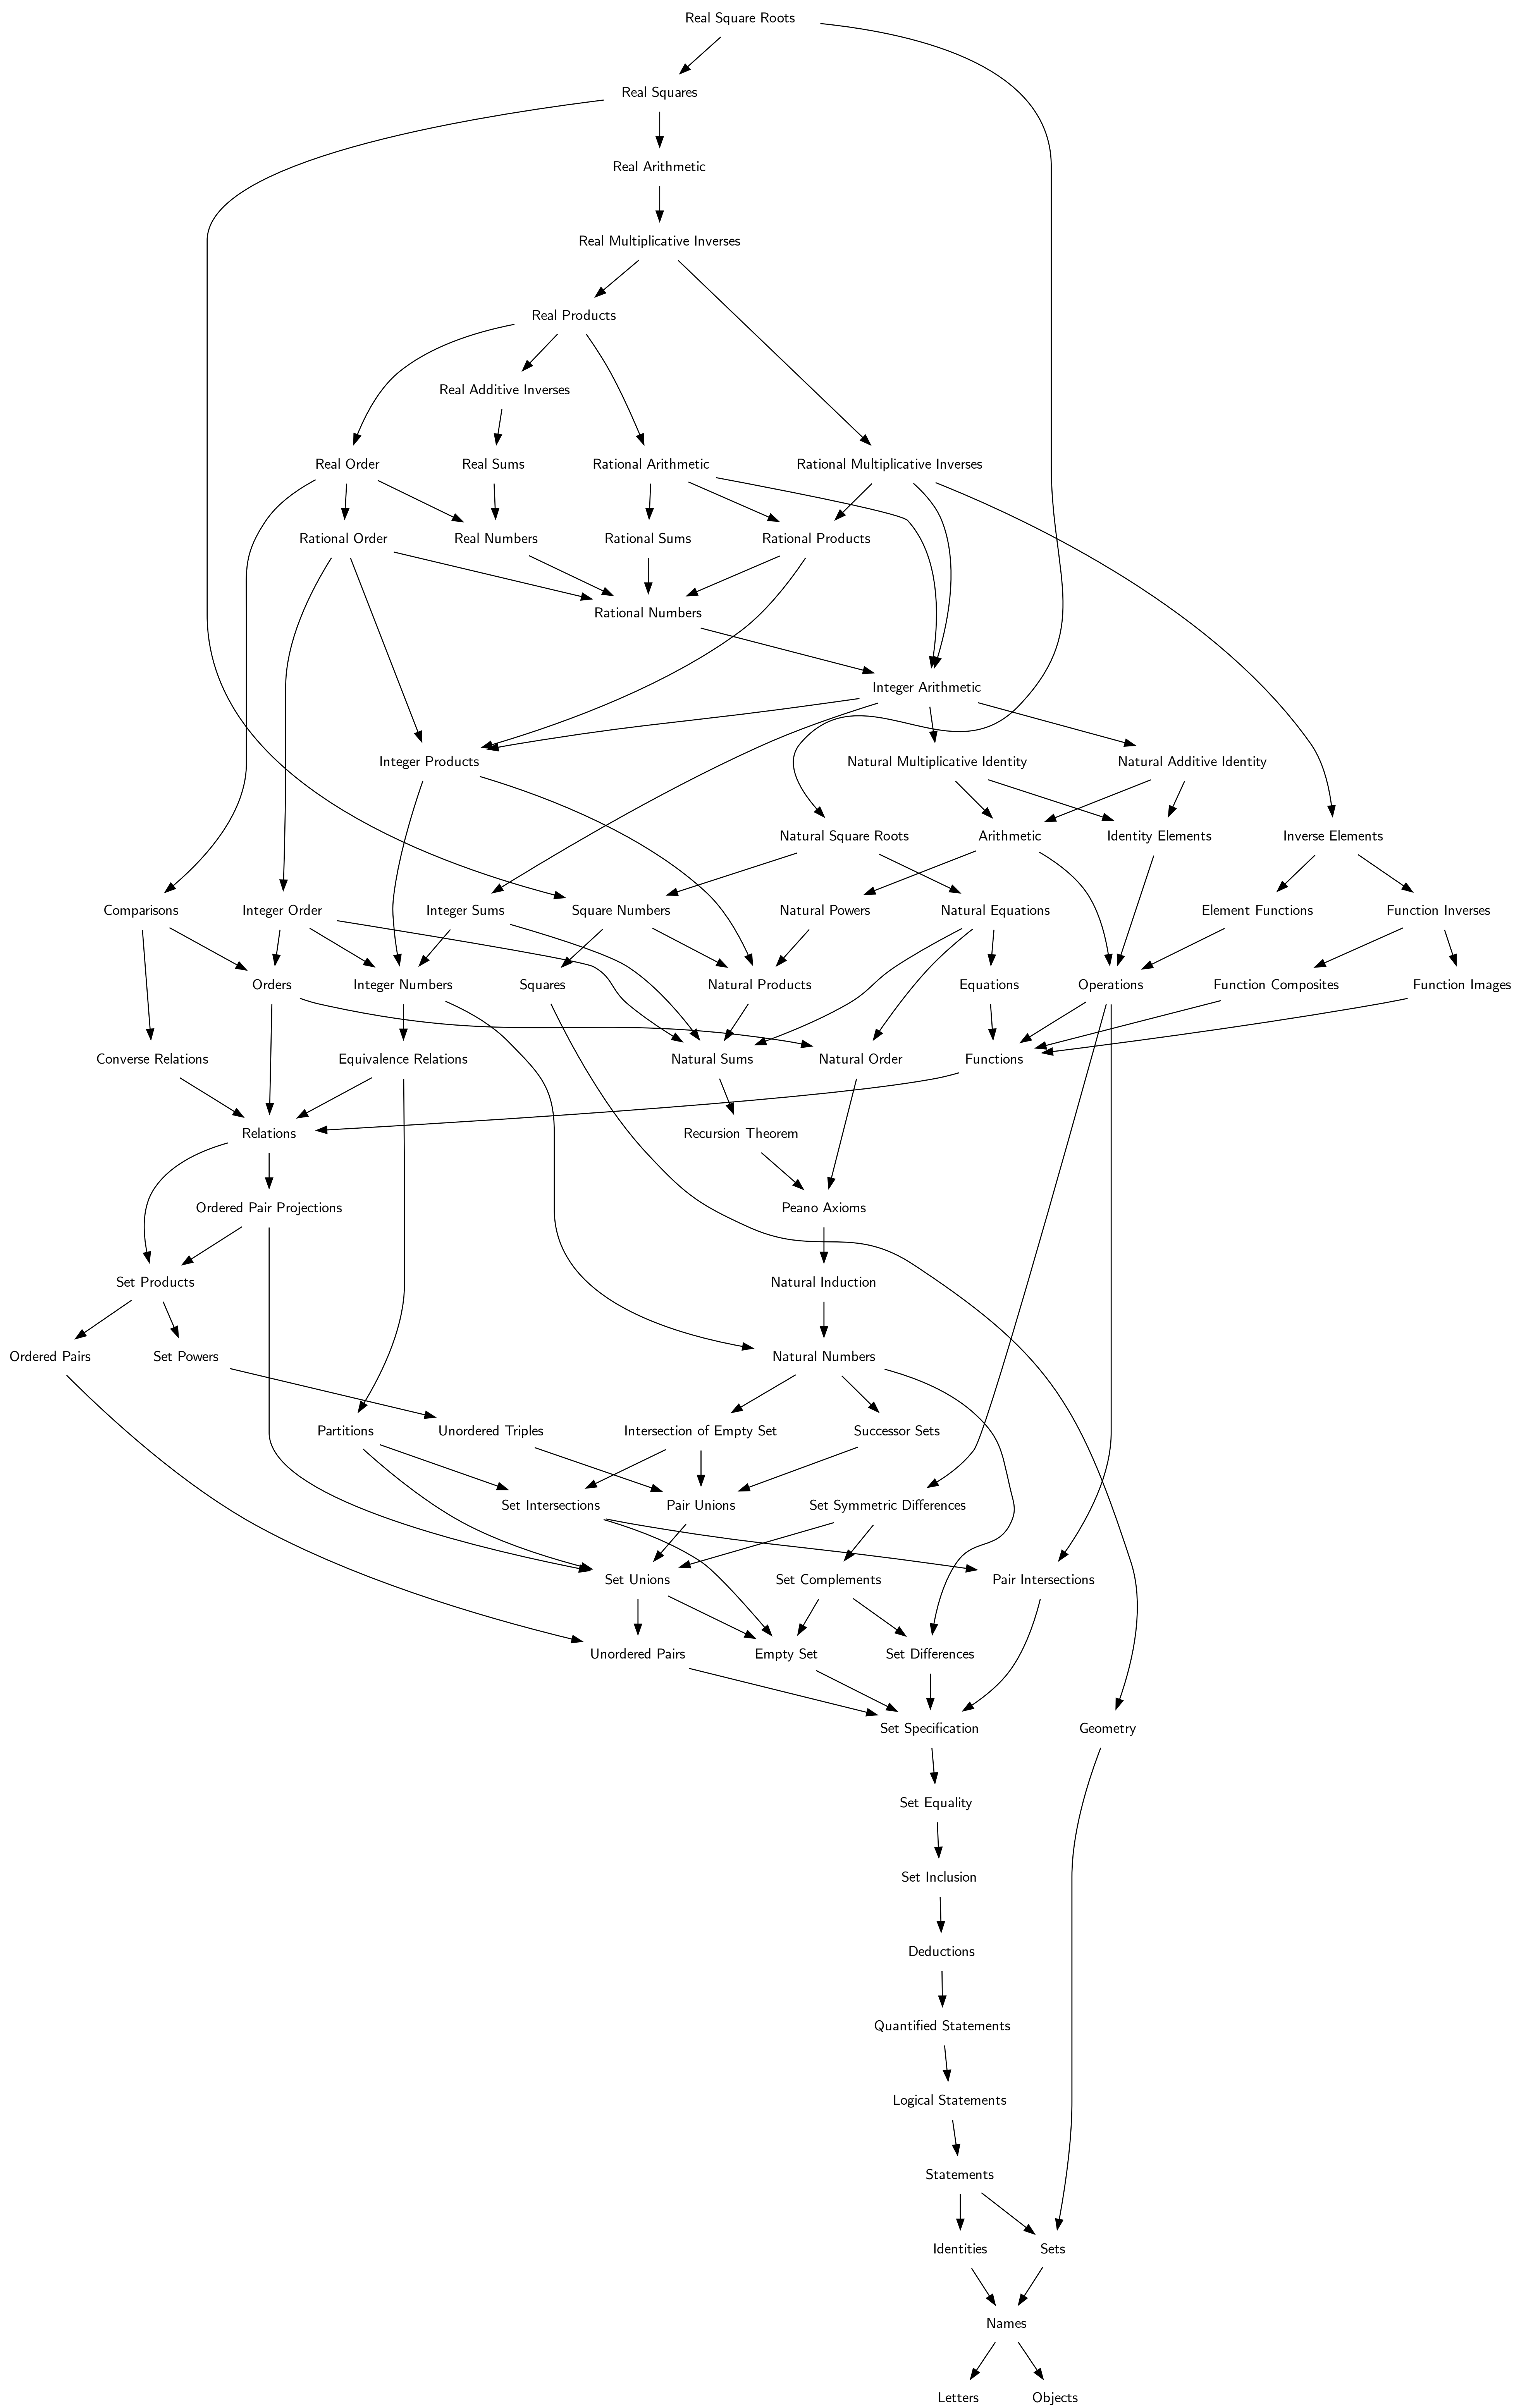 Real Square Roots
Real Squares
Real Arithmetic
Real Multiplicative Inverses
Real Products
Real Additive Inverses
Real Order
Real Sums
Rational Arithmetic
Rational Multiplicative Inverses
Rational Order
Real Numbers
Rational Sums
Rational Products
Rational Numbers
Integer Arithmetic
Integer Products
Natural Multiplicative Identity
Natural Additive Identity
Natural Square Roots
Arithmetic
Identity Elements
Inverse Elements
Comparisons
Integer Order
Integer Sums
Square Numbers
Natural Powers
Natural Equations
Element Functions
Function Inverses
Orders
Integer Numbers
Squares
Natural Products
Equations
Operations
Function Composites
Function Images
Converse Relations
Equivalence Relations
Natural Sums
Natural Order
Functions
Relations
Recursion Theorem
Ordered Pair Projections
Peano Axioms
Set Products
Natural Induction
Ordered Pairs
Set Powers
Natural Numbers
Partitions
Unordered Triples
Intersection of Empty Set
Successor Sets
Set Intersections
Pair Unions
Set Symmetric Differences
Set Unions
Set Complements
Pair Intersections
Unordered Pairs
Empty Set
Set Differences
Set Specification
Geometry
Set Equality
Set Inclusion
Deductions
Quantified Statements
Logical Statements
Statements
Identities
Sets
Names
Letters
Objects